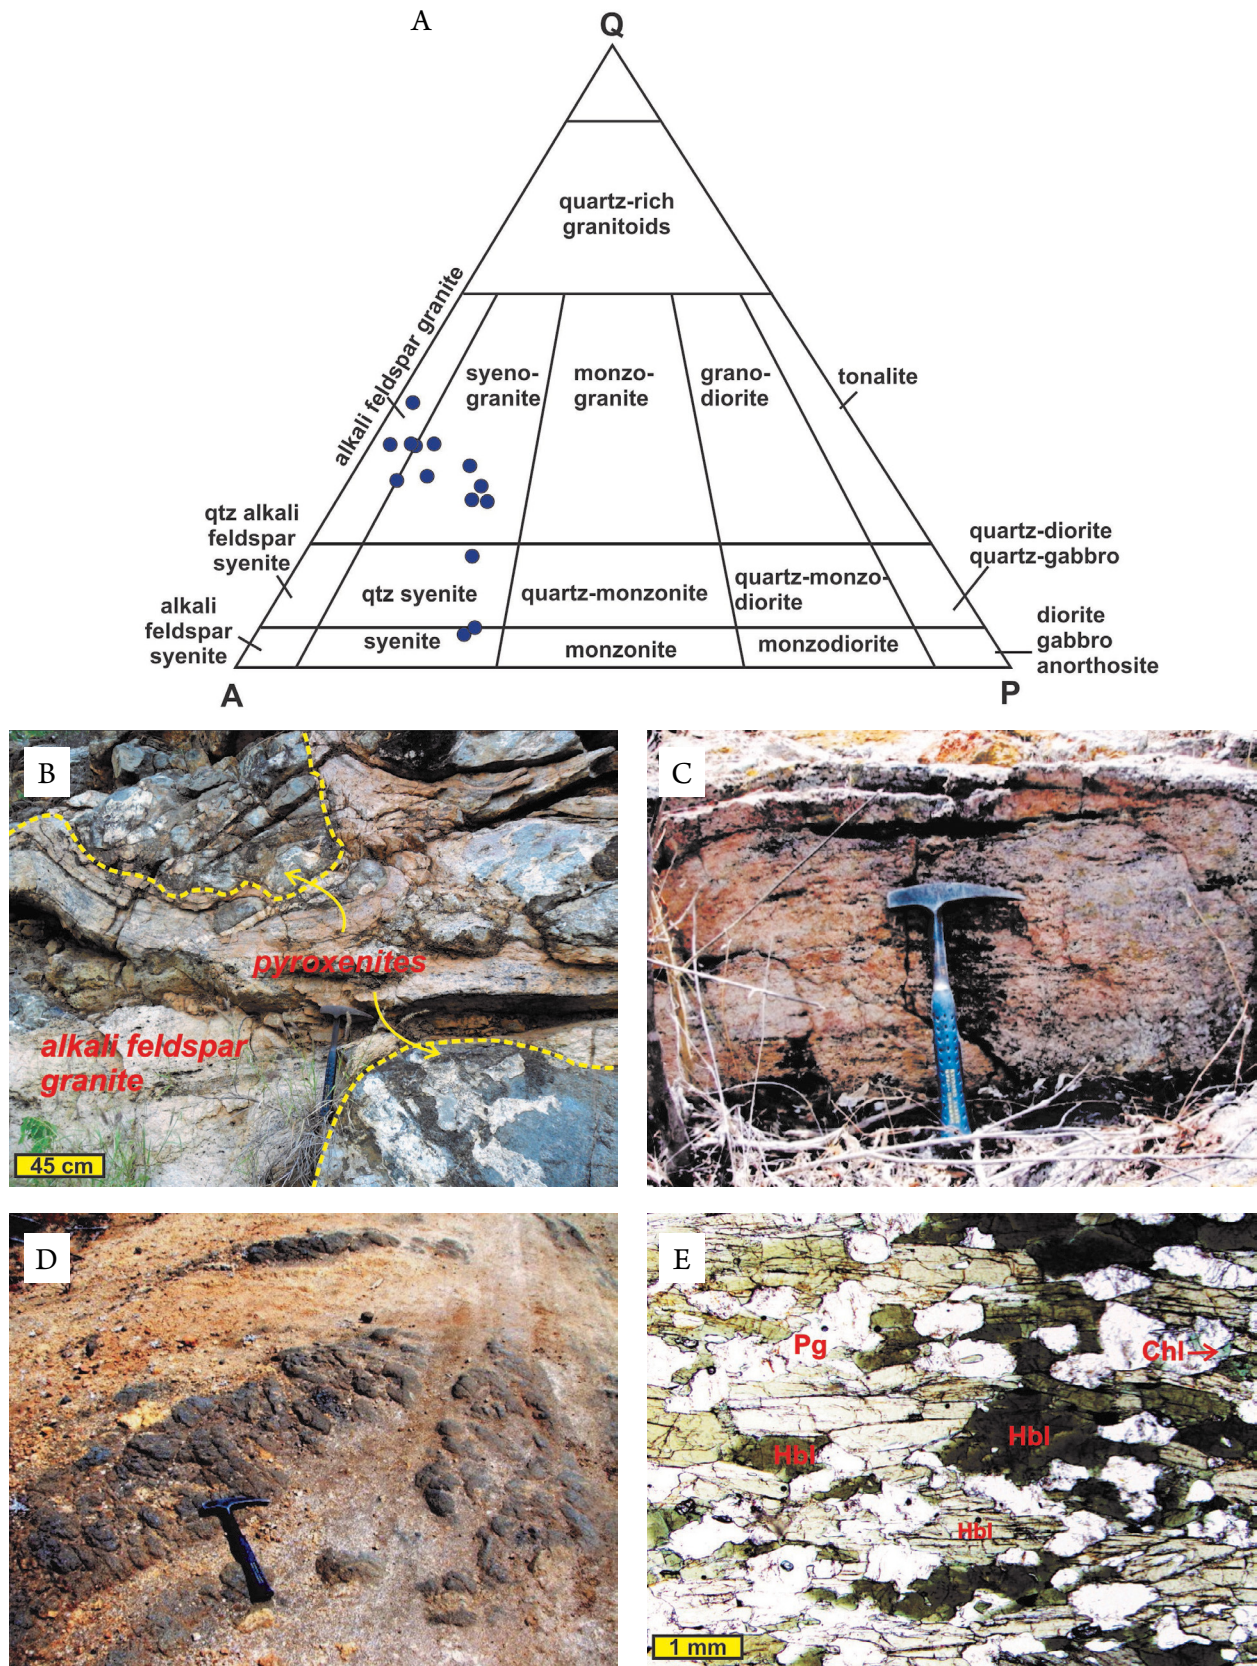 A
Q
quartz-rich
granitoids
alkali feldspar granite
syeno-
granite
monzo-
granite
grano-
diorite
tonalite
qtz alkali
feldspar
syenite
quartz-diorite
quartz-gabbro
qtz syenite
quartz-monzonite
quartz-monzo-
diorite
alkali
feldspar
syenite
syenite
monzonite
monzodiorite
diorite
gabbro
anorthosite
A
P
B
pyroxenites
alkali feldspar
granite
45 cm
C
D
E
Pg
Chl
Hbl
Hbl
Hbl
1 mm